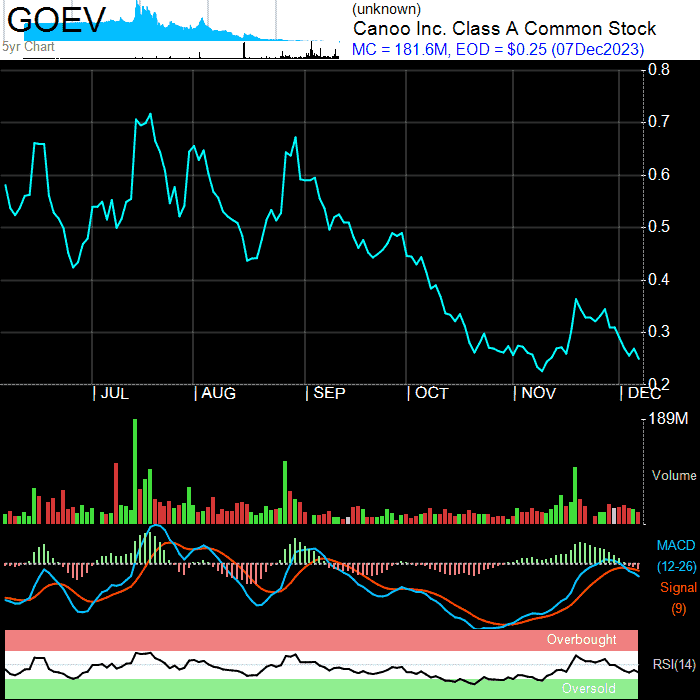 GOEV
5yr Chart
(unknown)
Canoo Inc. Class A Common Stock
MC = 181.6M, EOD = $0.25 (07Dec2023)
0.8
0.7
0.6
0.5
0.4
0.3
0.2
JUL AUG SEP OCT NOV DEC
189M
Volume
MACD
(12-26)
Signal
(9)
Overbought
RSI(14)
Oversold